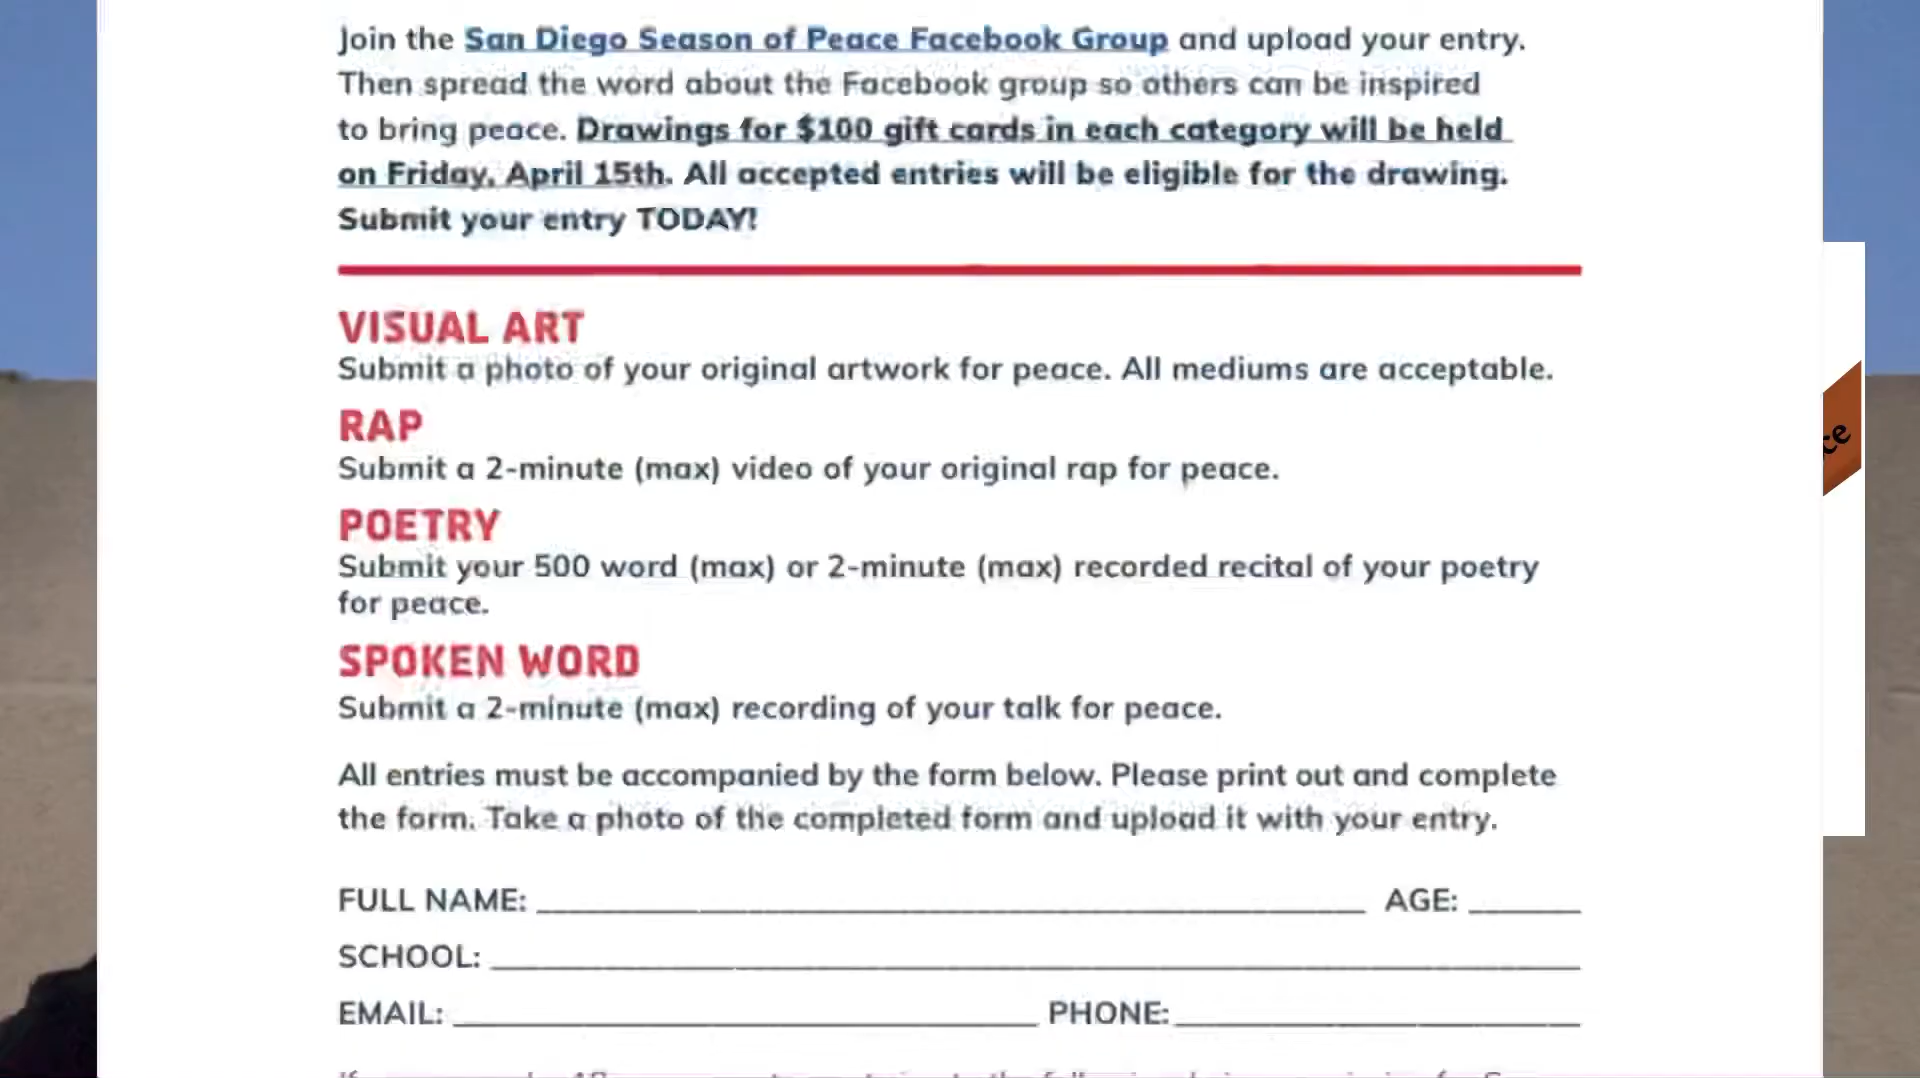 Join the San Diego Season of Peace Facebook Group and upload your entry.
Then spread the word about the Facebook group so others can be inspired
to bring peace. Drawings for $100 gift cards in each category will be held
on Friday, April 15th. All accepted entries will be eligible for the drawing.
Submit your entry TODAY!
VISUAL ART
Submit a photo of your original artwork for peace. All mediums are acceptable.
RAP
Submit a 2-minute (max) video of your original rap for peace.
POETRY
Submit your 500 word (max) or 2-minute (max) recorded recital of your poetry
for peace.
SPOKEN WORD
Submit a 2-minute (max) recording of your talk for peace.
All entries must be accompanied by the form below. Please print out and complete
the form. Take a photo of the completed form and upload it with your entry.
FULL NAME: AGE:
SCHOOL:
EMAIL: PHONE: